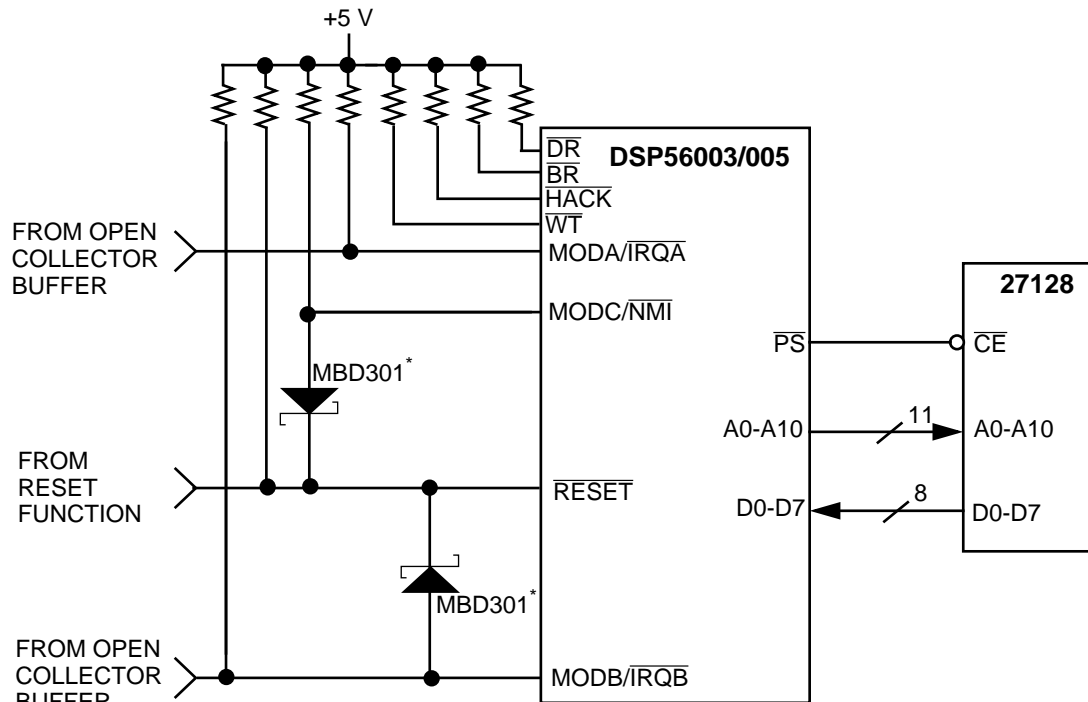 +5 V
DR
DSP56003/005
BR
HACK
WT
FROM OPEN
COLLECTOR
BUFFER
MODA/IRQA
27128
MODC/NMI
PS
CE
MBD301*
A0-A10
11
A0-A10
FROM
RESET
FUNCTION
RESET
D0-D7
8
D0-D7
MBD301*
FROM OPEN
COLLECTOR
BUFFER
MODB/IRQB